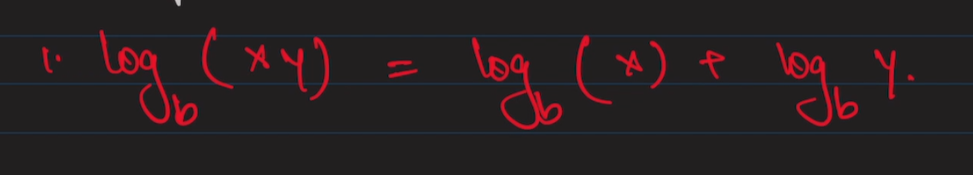 1. log_b (xy) = log_b (x) + log_b y.